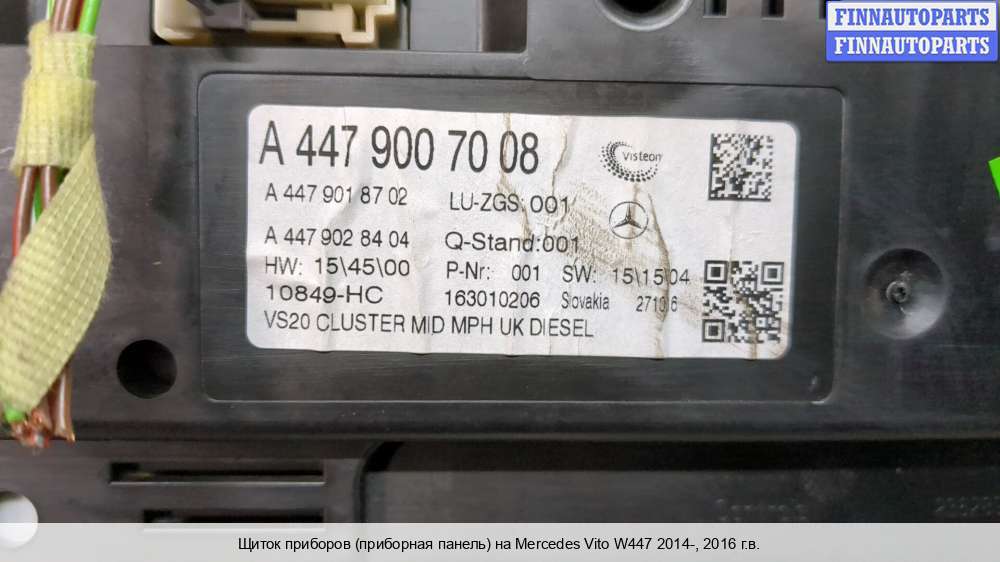 FINNAUTOPARTS
FINNAUTOPARTS
A 447 900 70 08
Visteon
A 447 901 87 02 LU-ZGS: 001
A 447 902 84 04 Q-Stand:001
HW: 15\45\00 P-Nr: 001 SW: 15\15\04
10849-HC 163010206 Slovakia
VS20 CLUSTER MID MPH UK DIESEL
Щиток приборов (приборная панель) на Mercedes Vito W447 2014-, 2016 г.в.